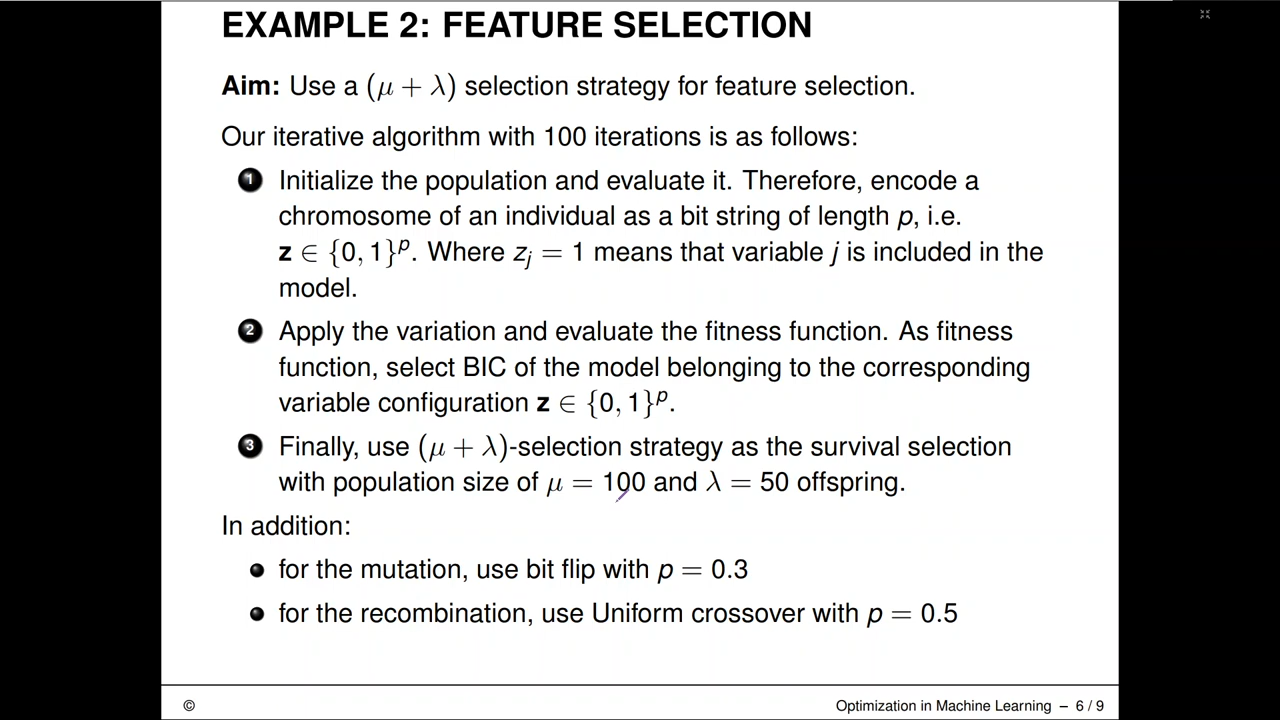 EXAMPLE 2: FEATURE SELECTION
Aim: Use a (μ + λ) selection strategy for feature selection.
Our iterative algorithm with 100 iterations is as follows:
1 Initialize the population and evaluate it. Therefore, encode a
chromosome of an individual as a bit string of length p, i.e.
z ∈ {0, 1}^p. Where z_j = 1 means that variable j is included in the
model.
2 Apply the variation and evaluate the fitness function. As fitness
function, select BIC of the model belonging to the corresponding
variable configuration z ∈ {0, 1}^p.
3 Finally, use (μ + λ)-selection strategy as the survival selection
with population size of μ = 100 and λ = 50 offspring.
In addition:
• for the mutation, use bit flip with p = 0.3
• for the recombination, use Uniform crossover with p = 0.5
© Optimization in Machine Learning – 6 / 9